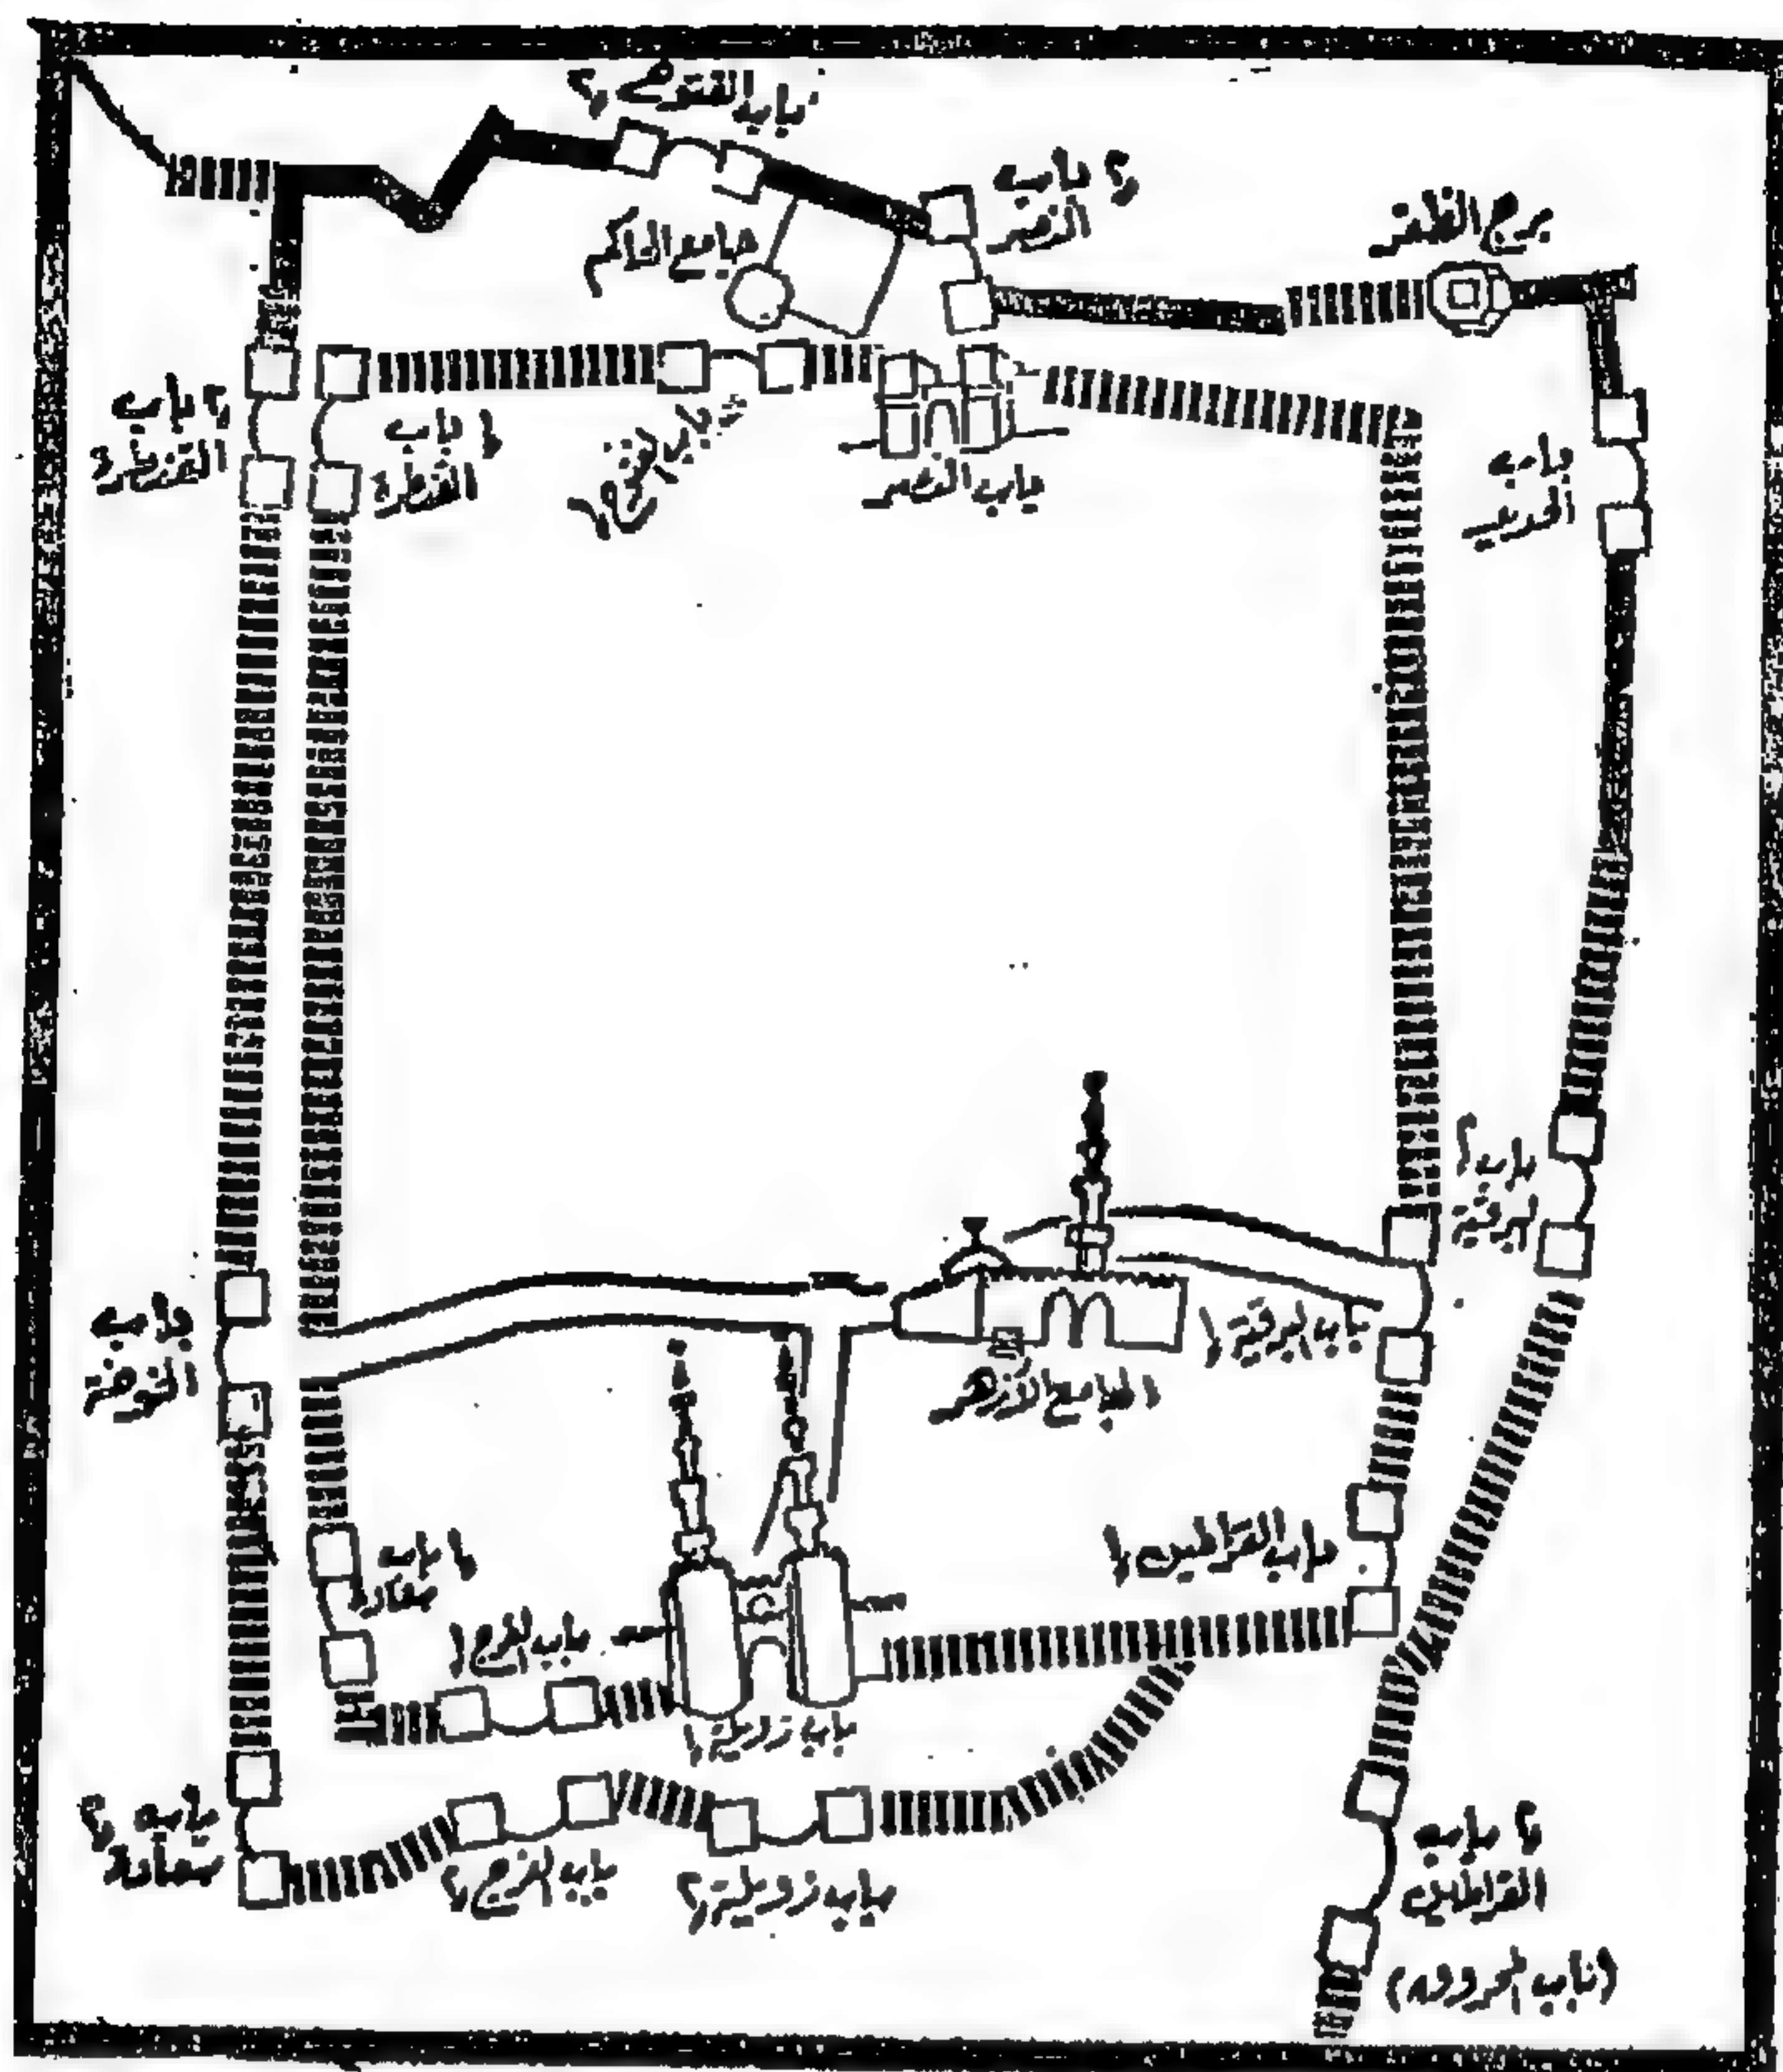 باب الفتوح ٢
٢ باب
النصر
برج الظفر
جامع الحاكم
٢ باب
القنطرة
١ باب
القنطرة
باب الفتوح ١
باب النصر
باب
الجديد
باب ٢
البرقية
باب البرقية ١
الجامع الأزهر
باب
الخوخة
١ باب
سعادة
باب الفرج ١
باب القراطين ١
باب زويلة ١
باب ٢
سعادة
باب الفرج ٢
باب زويلة ٢
٢ باب
القراطين
(باب المحروق)